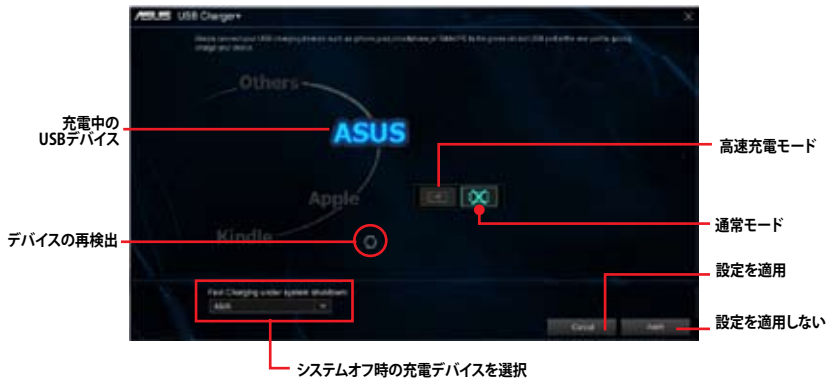 ASUS USB Charger+
Others
ASUS
Apple
Kindle
Fast Charging under system shutdown:
ASUS
Cancel
Apply
充電中の
USBデバイス
デバイスの再検出
高速充電モード
通常モード
設定を適用
設定を適用しない
システムオフ時の充電デバイスを選択